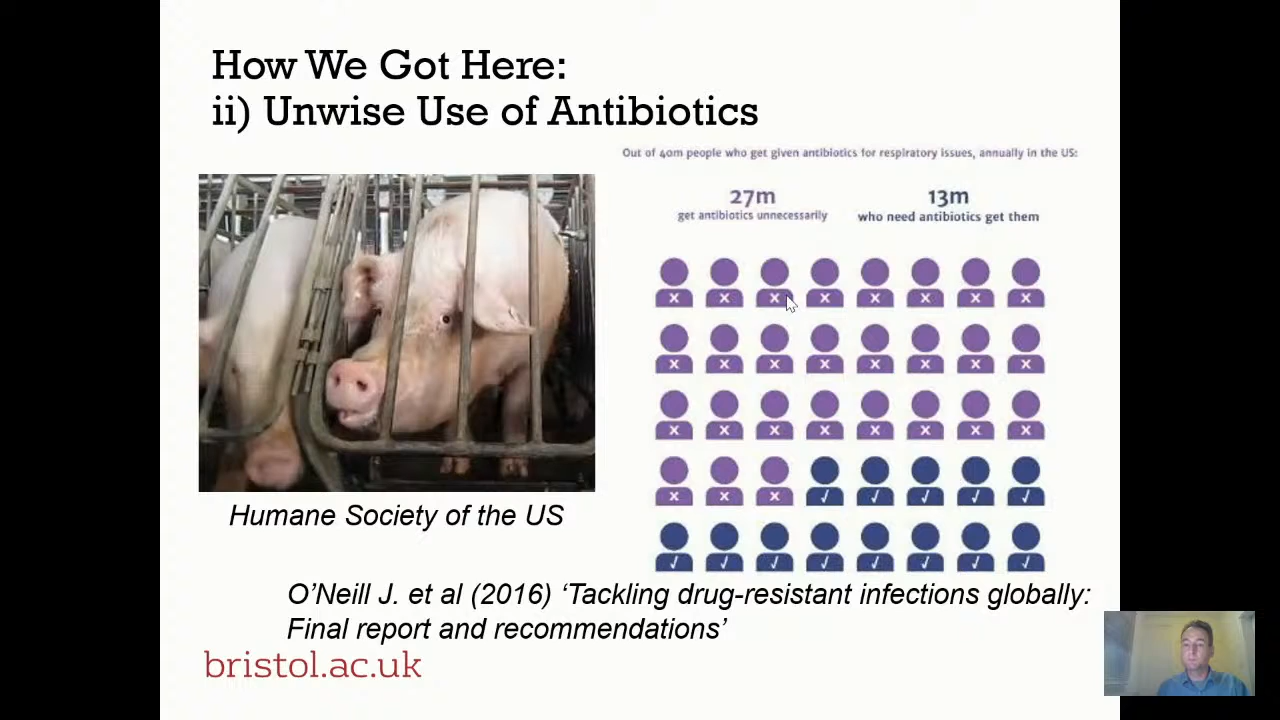 How We Got Here:
ii) Unwise Use of Antibiotics
Out of 40m people who get given antibiotics for respiratory issues, annually in the US:
27m
get antibiotics unnecessarily
13m
who need antibiotics get them
X X X X X X X X
X X X X X X X X
X X X X X X X X
X X X √ √ √ √ √
√ √ √ √ √ √ √ √
Humane Society of the US
O’Neill J. et al (2016) ‘Tackling drug-resistant infections globally:
Final report and recommendations’
bristol.ac.uk